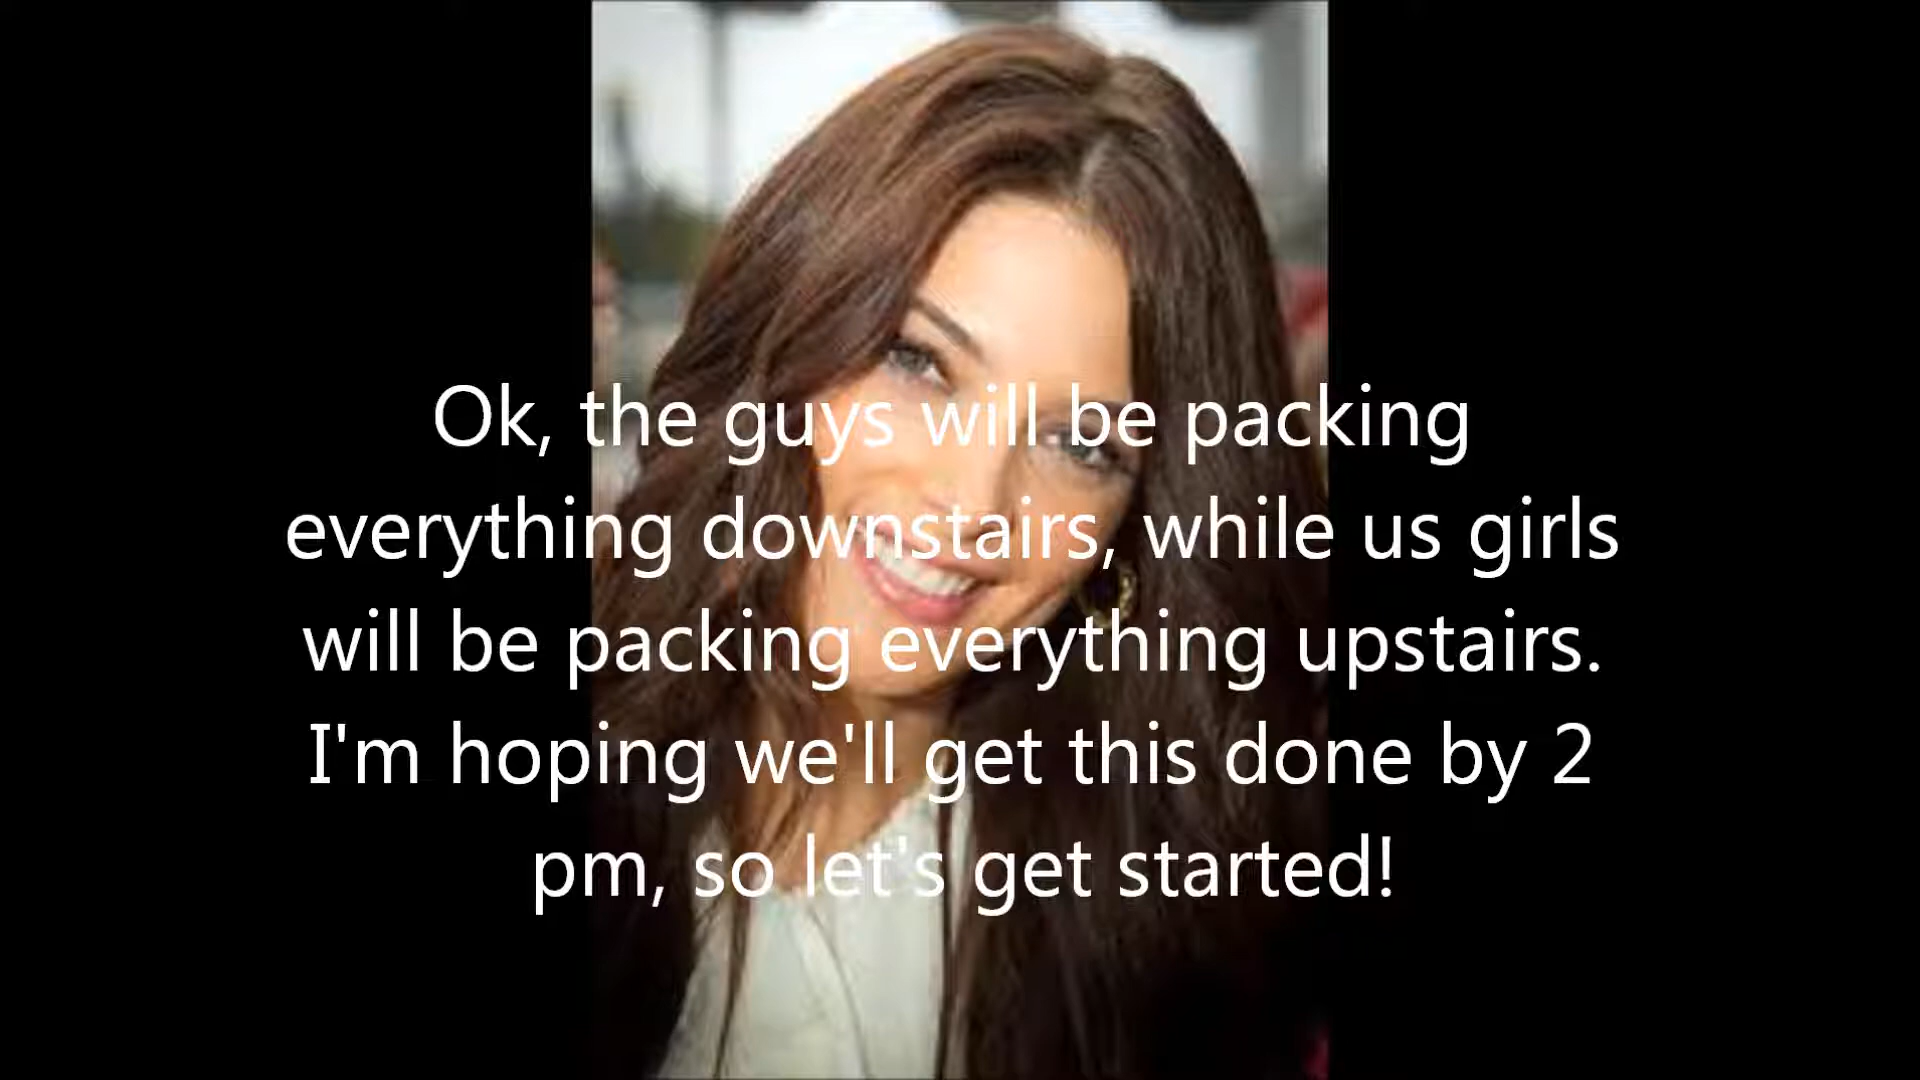 Ok, the guys will be packing
everything downstairs, while us girls
will be packing everything upstairs.
I'm hoping we'll get this done by 2
pm, so let's get started!